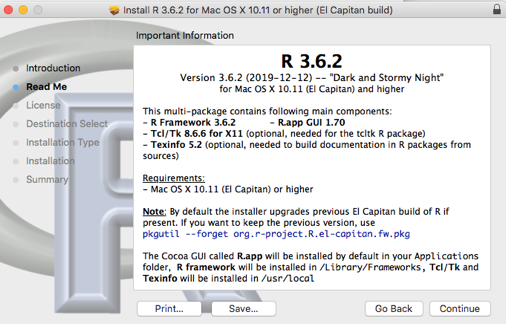 Install R 3.6.2 for Mac OS X 10.11 or higher (El Capitan build)
Important Information
Introduction
Read Me
License
Destination Select
Installation Type
Installation
Summary
R 3.6.2
Version 3.6.2 (2019-12-12) -- "Dark and Stormy Night"
for Mac OS X 10.11 (El Capitan) and higher
This multi-package contains following main components:
- R Framework 3.6.2 - R.app GUI 1.70
- Tcl/Tk 8.6.6 for X11 (optional, needed for the tcltk R package)
- Texinfo 5.2 (optional, needed to build documentation in R packages from
sources)
Requirements:
- Mac OS X 10.11 (El Capitan) or higher
Note: By default the installer upgrades previous El Capitan build of R if
present. If you want to keep the previous version, use
pkgutil --forget org.r-project.R.el-capitan.fw.pkg
The Cocoa GUI called R.app will be installed by default in your Applications
folder, R framework will be installed in /Library/Frameworks, Tcl/Tk and
Texinfo will be installed in /usr/local
Print...
Save...
Go Back
Continue